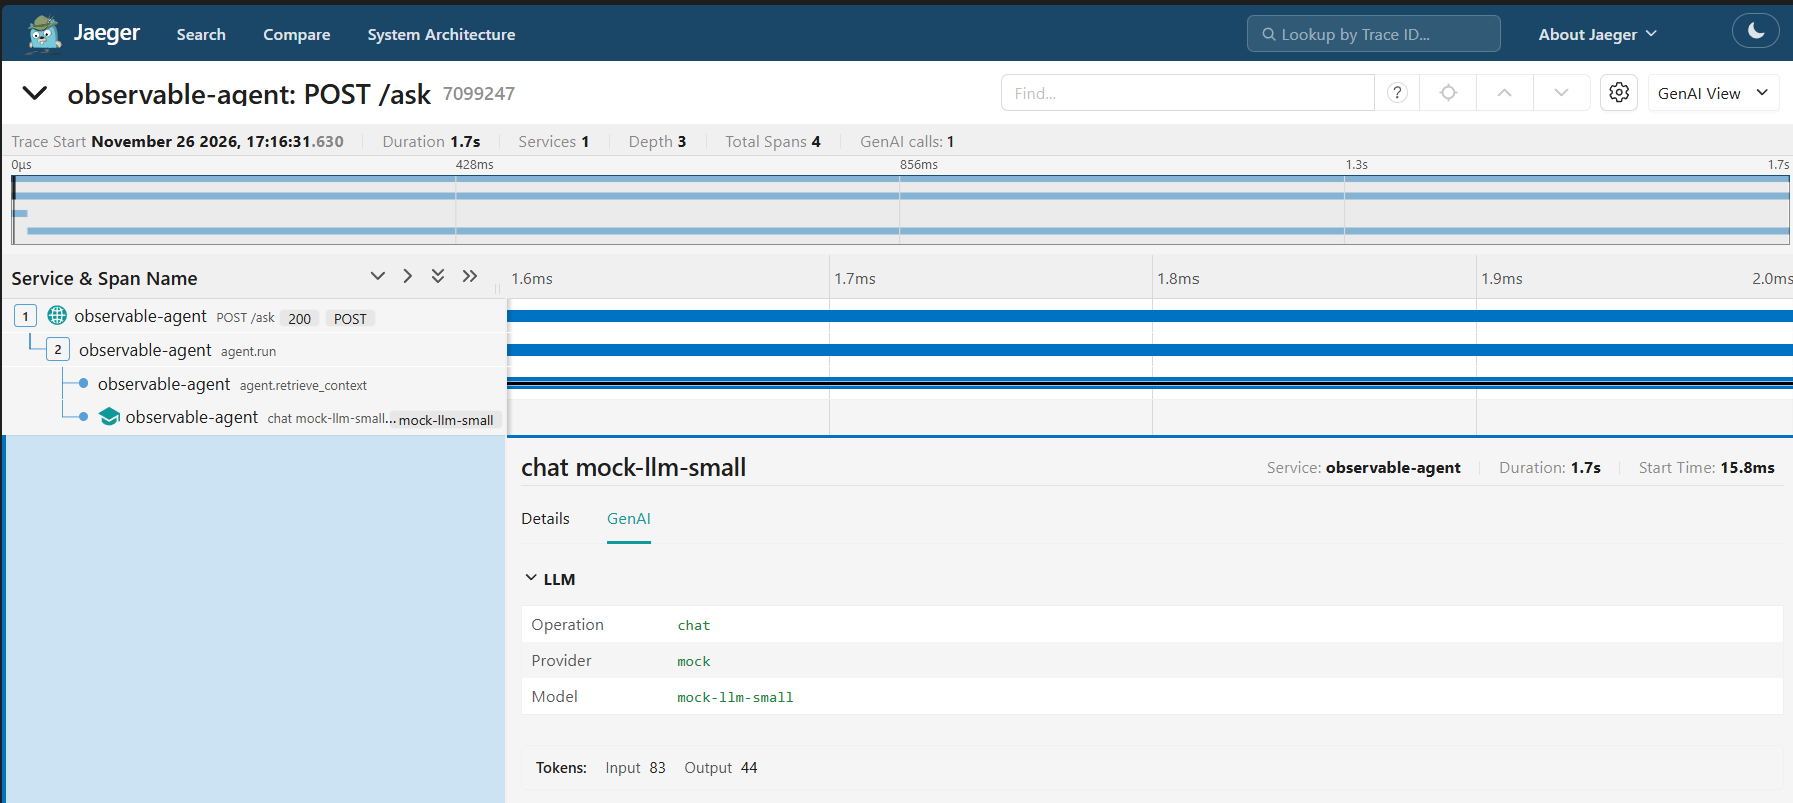 Jaeger Search Compare System Architecture Lookup by Trace ID... About Jaeger
observable-agent: POST /ask 7099247 Find... ? GenAI View
Trace Start November 26 2026, 17:16:31.630 Duration 1.7s Services 1 Depth 3 Total Spans 4 GenAI calls: 1
0μs 428ms 856ms 1.3s 1.7s
Service & Span Name 1.6ms 1.7ms 1.8ms 1.9ms 2.0ms
1 observable-agent POST /ask 200 POST
2 observable-agent agent.run
observable-agent agent.retrieve_context
observable-agent chat mock-llm-small... mock-llm-small
chat mock-llm-small Service: observable-agent Duration: 1.7s Start Time: 15.8ms
Details GenAI
LLM
Operation chat
Provider mock
Model mock-llm-small
Tokens: Input 83 Output 44